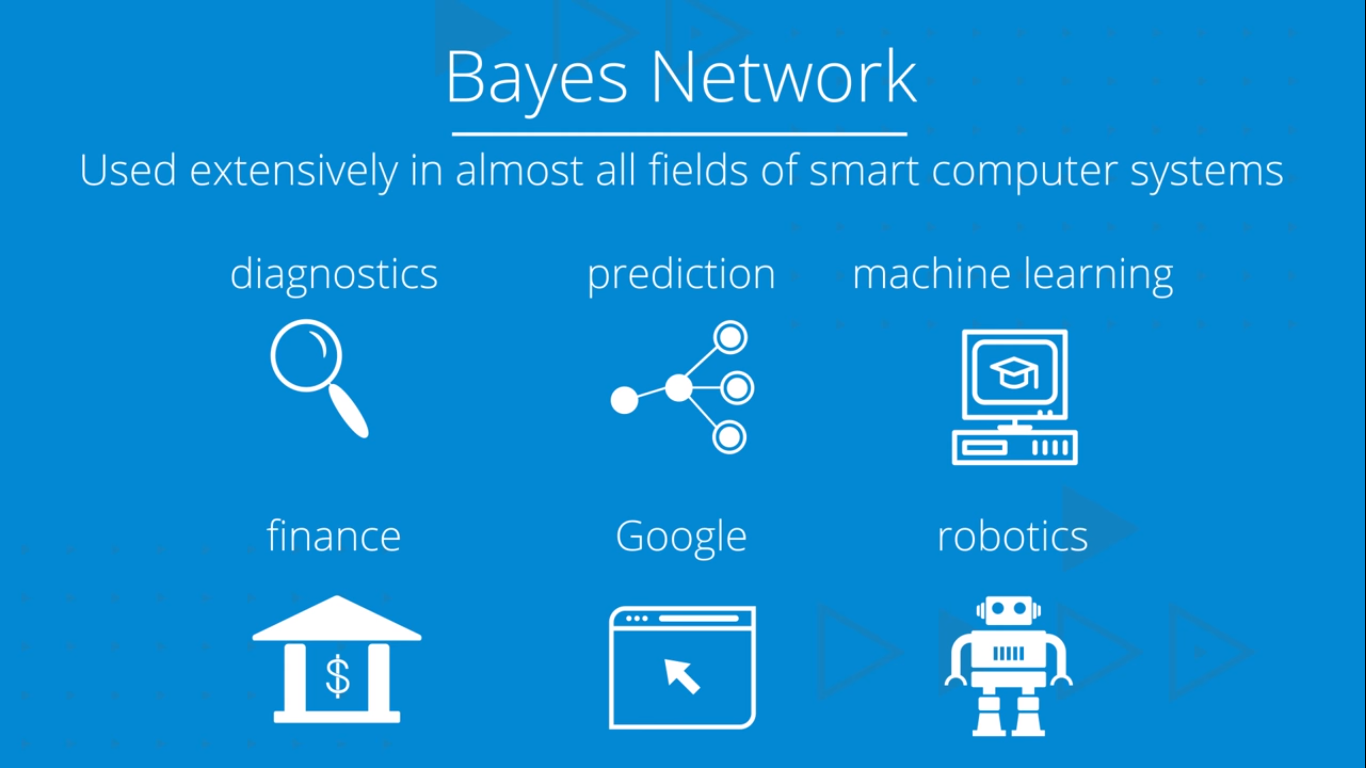 Bayes Network
Used extensively in almost all fields of smart computer systems
diagnostics prediction machine learning
finance Google robotics
$